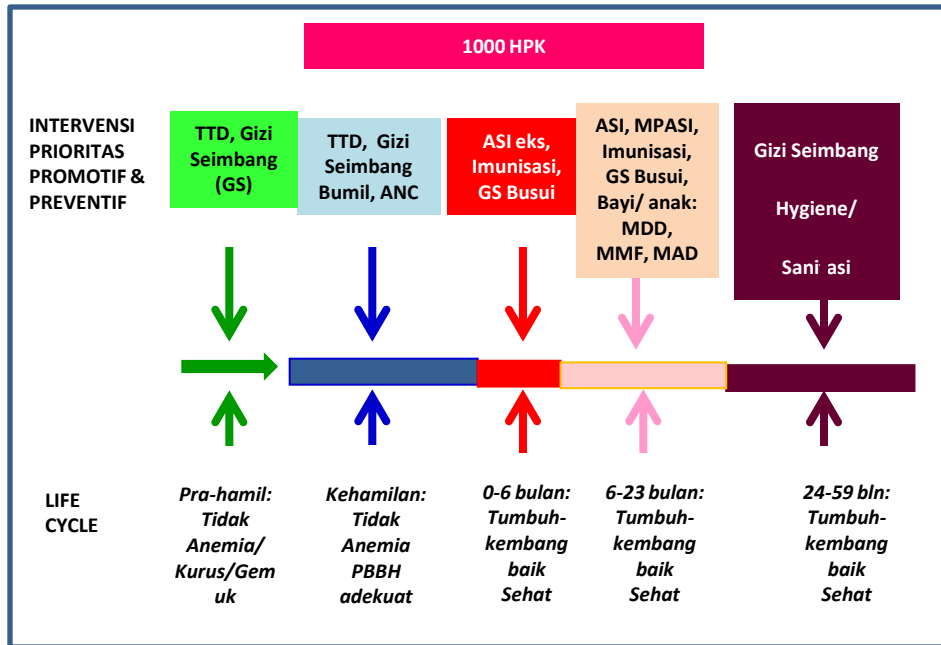 1000 HPK
INTERVENSI
PRIORITAS
PROMOTIF &
PREVENTIF
TTD, Gizi
Seimbang
(GS)
TTD, Gizi
Seimbang
Bumil, ANC
ASI eks,
Imunisasi,
GS Busui
ASI, MPASI,
Imunisasi,
GS Busui,
Bayi/ anak:
MDD,
MMF, MAD
Gizi Seimbang
Hygiene/
Sanitasi
LIFE
CYCLE
Pra-hamil:
Tidak
Anemia/
Kurus/Gem
uk
Kehamilan:
Tidak
Anemia
PBBH
adekuat
0-6 bulan:
Tumbuh-
kembang
baik
Sehat
6-23 bulan:
Tumbuh-
kembang
baik
Sehat
24-59 bln:
Tumbuh-
kembang
baik
Sehat